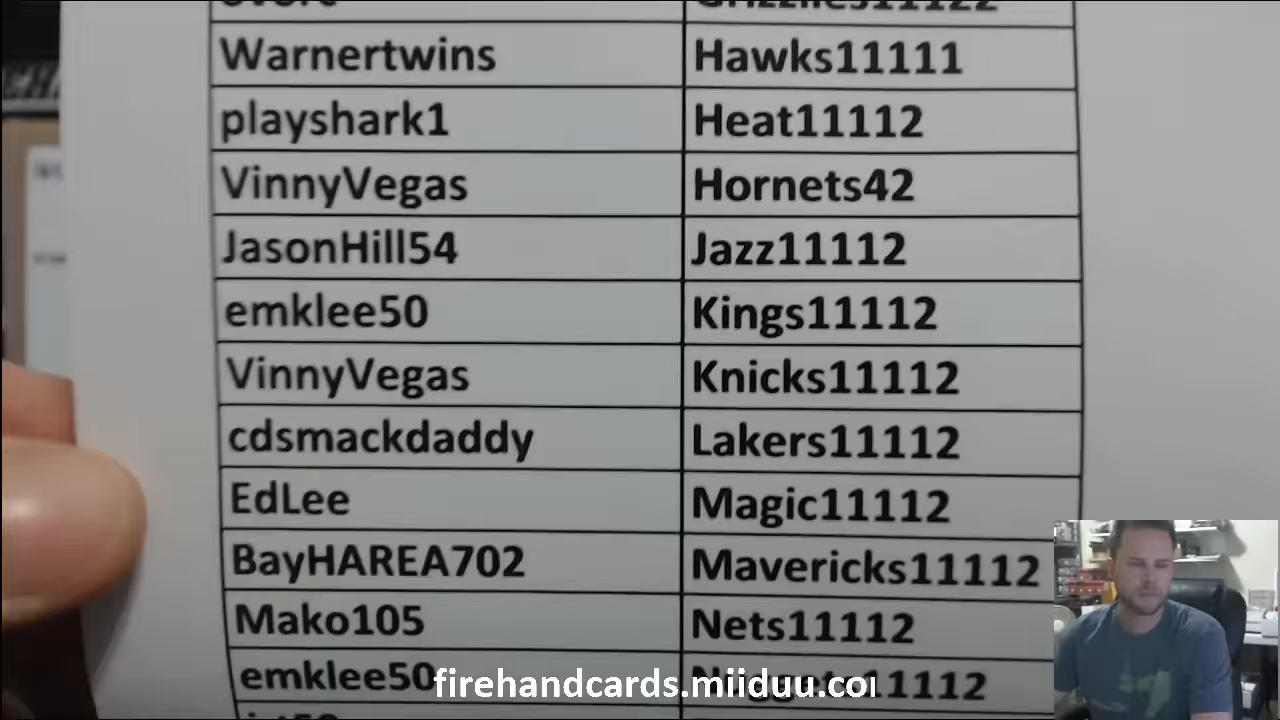 Warnertwins Hawks11111
playshark1 Heat11112
VinnyVegas Hornets42
JasonHill54 Jazz11112
emklee50 Kings11112
VinnyVegas Knicks11112
cdsmackdaddy Lakers11112
EdLee Magic11112
BayHAREA702 Mavericks11112
Mako105 Nets11112
emklee50 Nuggets11112
firehandcards.miiduu.com